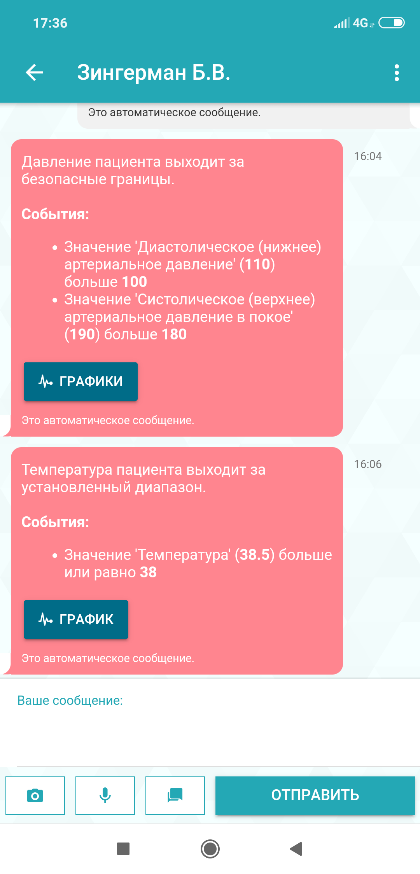 17:36
4G
Зингерман Б.В.
Это автоматическое сообщение.
Давление пациента выходит за
безопасные границы.
16:04
События:
• Значение 'Диастолическое (нижнее)
артериальное давление' (110)
больше 100
• Значение 'Систолическое (верхнее)
артериальное давление в покое'
(190) больше 180
ГРАФИКИ
Это автоматическое сообщение.
Температура пациента выходит за
установленный диапазон.
16:06
События:
• Значение 'Температура' (38.5) больше
или равно 38
ГРАФИК
Это автоматическое сообщение.
Ваше сообщение:
ОТПРАВИТЬ